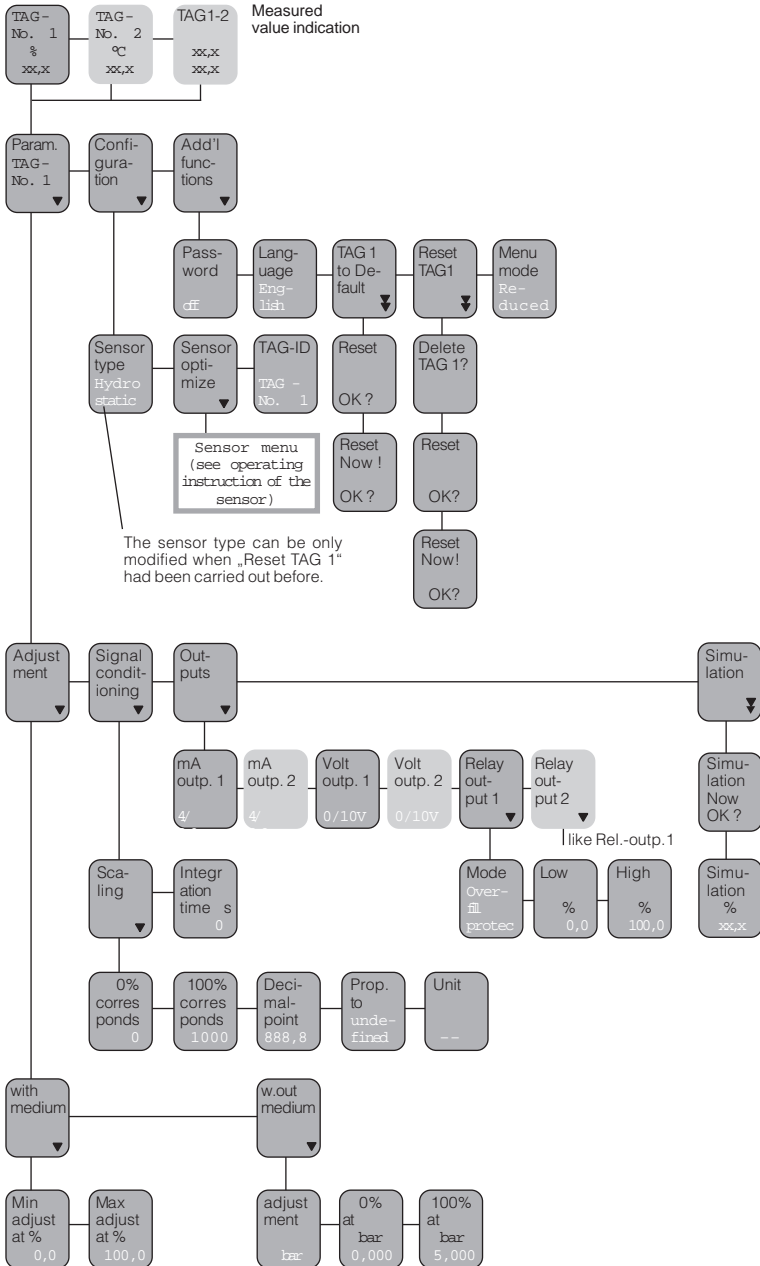 TAG-
No. 1
%
xx,x
TAG-
No. 2
°C
xx,x
TAG1-2
xx,x
xx,x
Measured
value indication
Param.
TAG-
No. 1
Confi-
gura-
tion
Add'l
func-
tions
Pass-
word
off
Lang-
uage
Eng-
lish
TAG 1
to De-
fault
Reset
TAG1
Menu
mode
Re-
duced
Sensor
type
Hydro
static
Sensor
opti-
mize
TAG-ID
TAG -
No. 1
Reset
OK ?
Delete
TAG 1?
Sensor menu
(see operating
instruction of the
sensor)
Reset
Now !
OK ?
Reset
OK?
The sensor type can be only
modified when „Reset TAG 1“
had been carried out before.
Reset
Now!
OK?
Adjust
ment
Signal
condit-
ioning
Out-
puts
Simu-
lation
mA
outp. 1
4/
mA
outp. 2
4/
Volt
outp. 1
0/10V
Volt
outp. 2
0/10V
Relay
out-
put 1
Relay
out-
put 2
like Rel.-outp.1
Simu-
lation
Now
OK ?
Sca-
ling
Integr
ation
time s
0
Mode
Over-
fill
protec
Low
%
0,0
High
%
100,0
Simu-
lation
%
xx,x
0%
corres
ponds
0
100%
corres
ponds
1000
Deci-
mal-
point
888,8
Prop.
to
unde-
fined
Unit
--
with
medium
w.out
medium
Min
adjust
at %
0,0
Max
adjust
at %
100,0
adjust
ment
bar
0%
at
bar
0,000
100%
at
bar
5,000